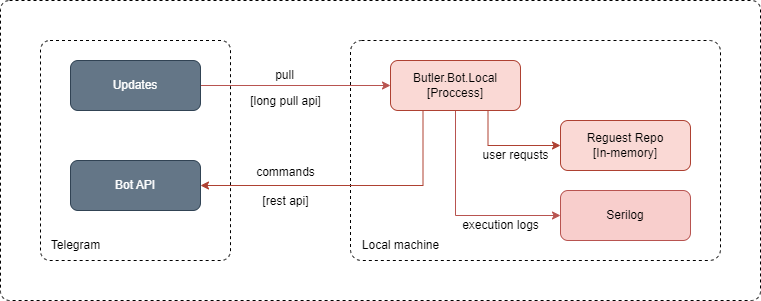 Updates
pull
[long pull api]
Butler.Bot.Local
[Proccess]
Reguest Repo
[In-memory]
user requsts
Bot API
commands
[rest api]
Serilog
execution logs
Telegram
Local machine